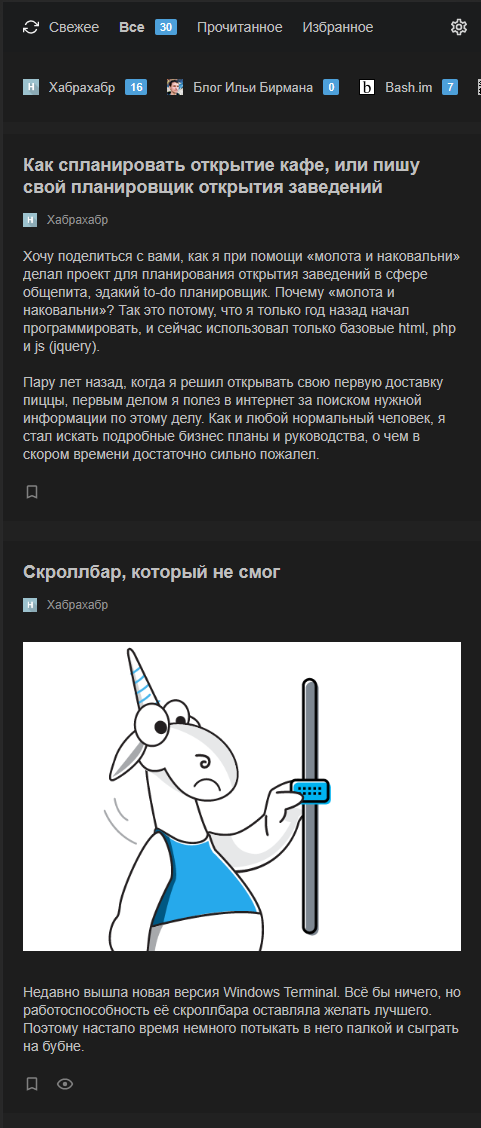 Свежее Все 30 Прочитанное Избранное
H Хабрахабр 16 Блог Ильи Бирмана 0 b Bash.im 7
Как спланировать открытие кафе, или пишу
свой планировщик открытия заведений
H Хабрахабр
Хочу поделиться с вами, как я при помощи «молота и наковальни»
делал проект для планирования открытия заведений в сфере
общепита, эдакий to-do планировщик. Почему «молота и
наковальни»? Так это потому, что я только год назад начал
программировать, и сейчас использовал только базовые html, php
и js (jquery).
Пару лет назад, когда я решил открывать свою первую доставку
пиццы, первым делом я полез в интернет за поиском нужной
информации по этому делу. Как и любой нормальный человек, я
стал искать подробные бизнес планы и руководства, о чем в
скором времени достаточно сильно пожалел.
Скроллбар, который не смог
H Хабрахабр
Недавно вышла новая версия Windows Terminal. Всё бы ничего, но
работоспособность её скроллбара оставляла желать лучшего.
Поэтому настало время немного потыкать в него палкой и сыграть
на бубне.